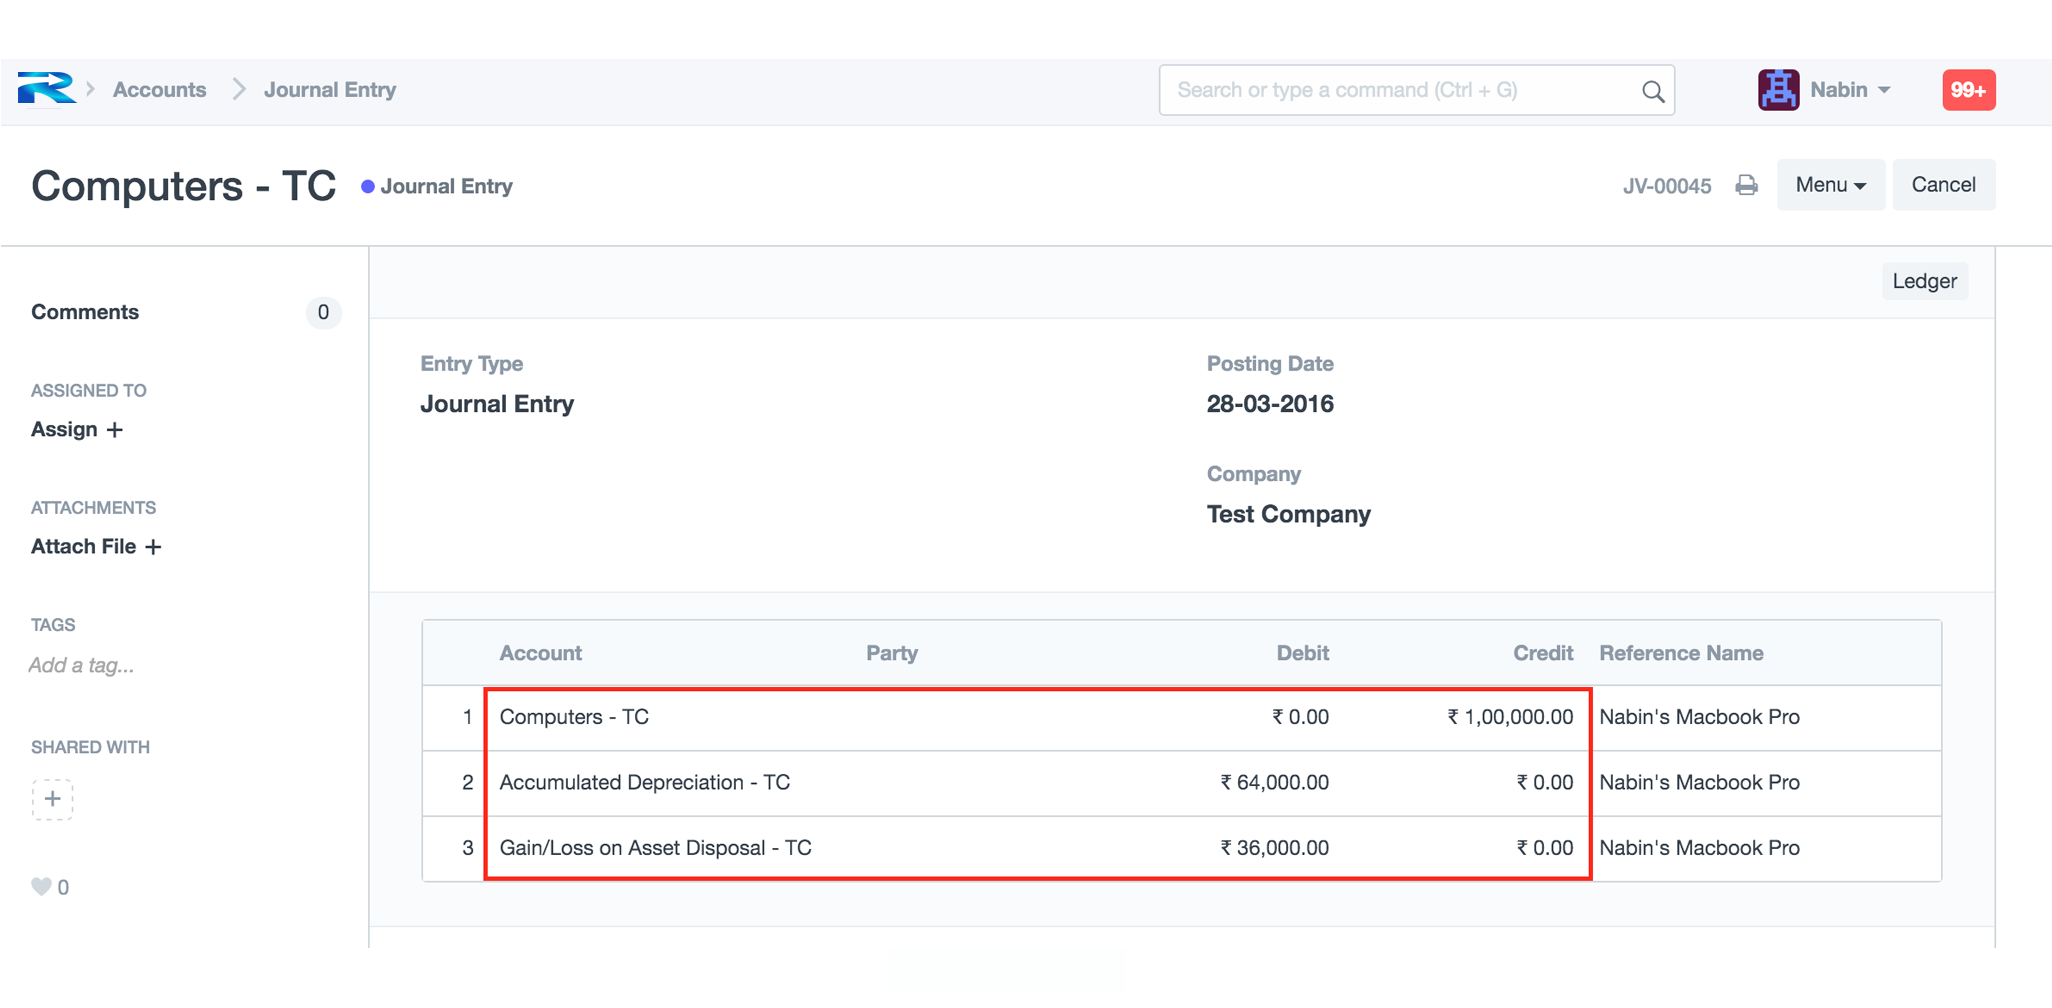 Accounts Journal Entry Search or type a command (Ctrl + G) Nabin 99+
Computers - TC Journal Entry JV-00045 Menu Cancel
Ledger
Comments 0
ASSIGNED TO
Assign +
ATTACHMENTS
Attach File +
TAGS
Add a tag...
SHARED WITH
+
0
Entry Type
Journal Entry
Posting Date
28-03-2016
Company
Test Company
Account Party Debit Credit Reference Name
1 Computers - TC ₹ 0.00 ₹ 1,00,000.00 Nabin's Macbook Pro
2 Accumulated Depreciation - TC ₹ 64,000.00 ₹ 0.00 Nabin's Macbook Pro
3 Gain/Loss on Asset Disposal - TC ₹ 36,000.00 ₹ 0.00 Nabin's Macbook Pro